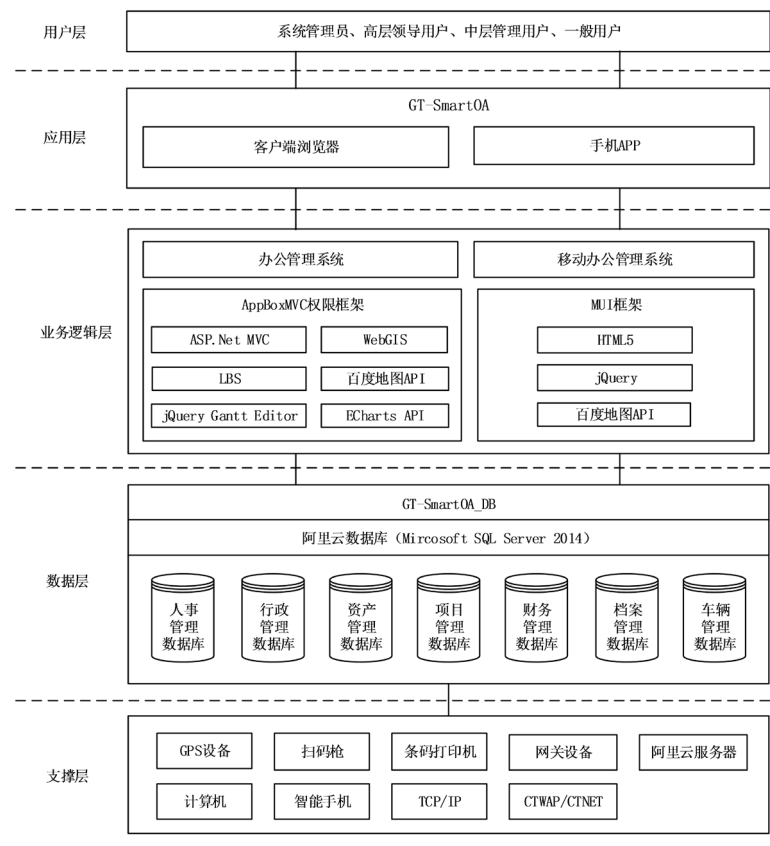 用户层
系统管理员、高层领导用户、中层管理用户、一般用户
GT-SmartOA
应用层
客户端浏览器
手机APP
办公管理系统
移动办公管理系统
AppBoxMVC权限框架
MUI框架
业务逻辑层
ASP.Net MVC
WebGIS
HTML5
LBS
百度地图API
jQuery
jQuery Gantt Editor
ECharts API
百度地图API
GT-SmartOA_DB
阿里云数据库（Mircosoft SQL Server 2014）
数据层
人事
管理
数据库
行政
管理
数据库
资产
管理
数据库
项目
管理
数据库
财务
管理
数据库
档案
管理
数据库
车辆
管理
数据库
支撑层
GPS设备
扫码枪
条码打印机
网关设备
阿里云服务器
计算机
智能手机
TCP/IP
CTWAP/CTNET